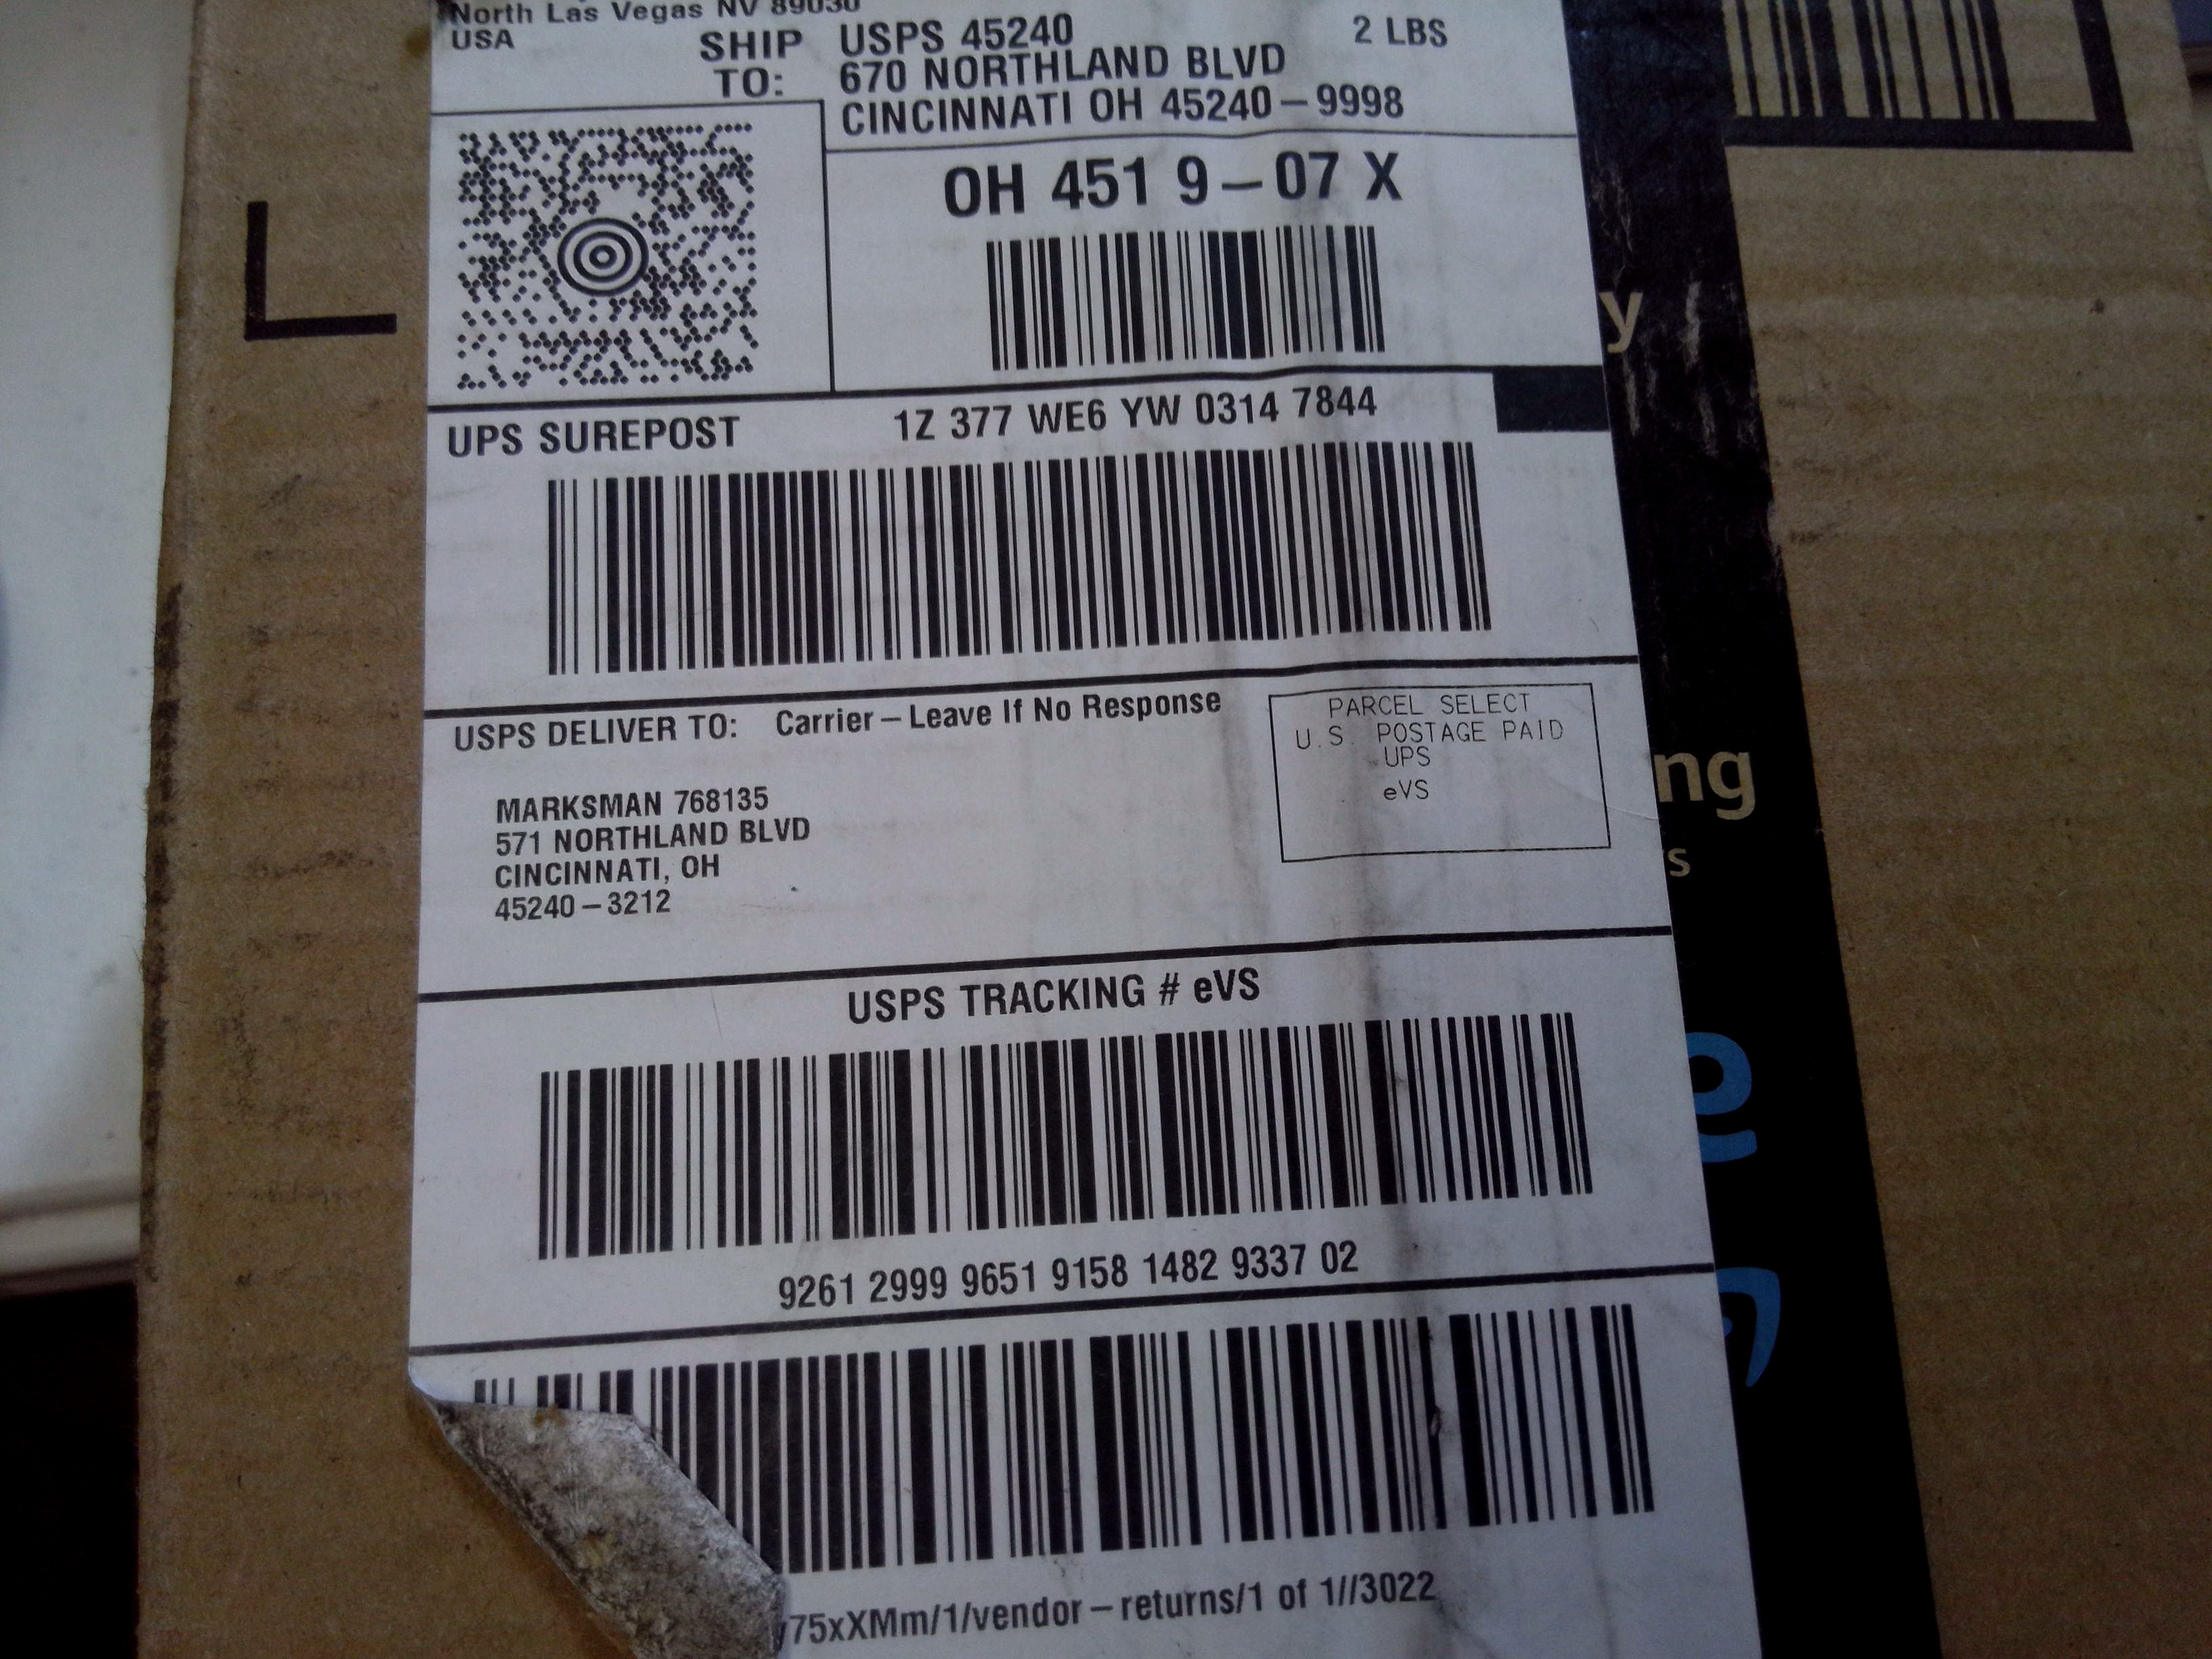 North Las Vegas NV 89030
USA
SHIP TO:
USPS 45240
2 LBS
670 NORTHLAND BLVD
CINCINNATI OH 45240-9998
OH 451 9-07 X
UPS SUREPOST
1Z 377 WE6 YW 0314 7844
USPS DELIVER TO:
Carrier-Leave If No Response
MARKSMAN 768135
571 NORTHLAND BLVD
CINCINNATI, OH
45240-3212
PARCEL SELECT
U.S. POSTAGE PAID
UPS
eVS
USPS TRACKING # eVS
9261 2999 9651 9158 1482 9337 02
75xXMm/1/vendor-returns/1 of 1//3022
y
ng
s